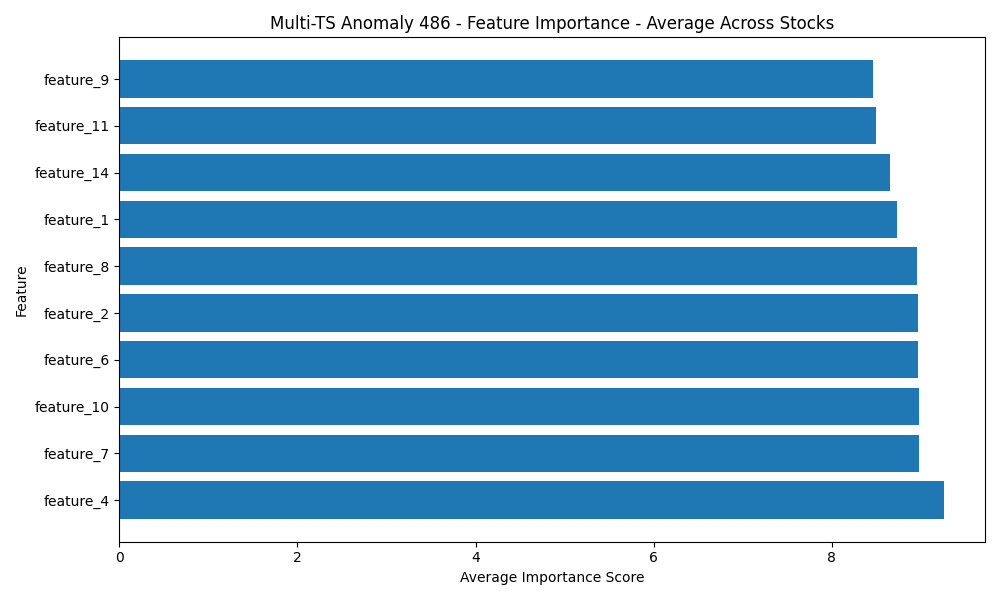 Multi-TS Anomaly 486 - Feature Importance - Average Across Stocks
Feature
feature_9
feature_11
feature_14
feature_1
feature_8
feature_2
feature_6
feature_10
feature_7
feature_4
0 2 4 6 8
Average Importance Score